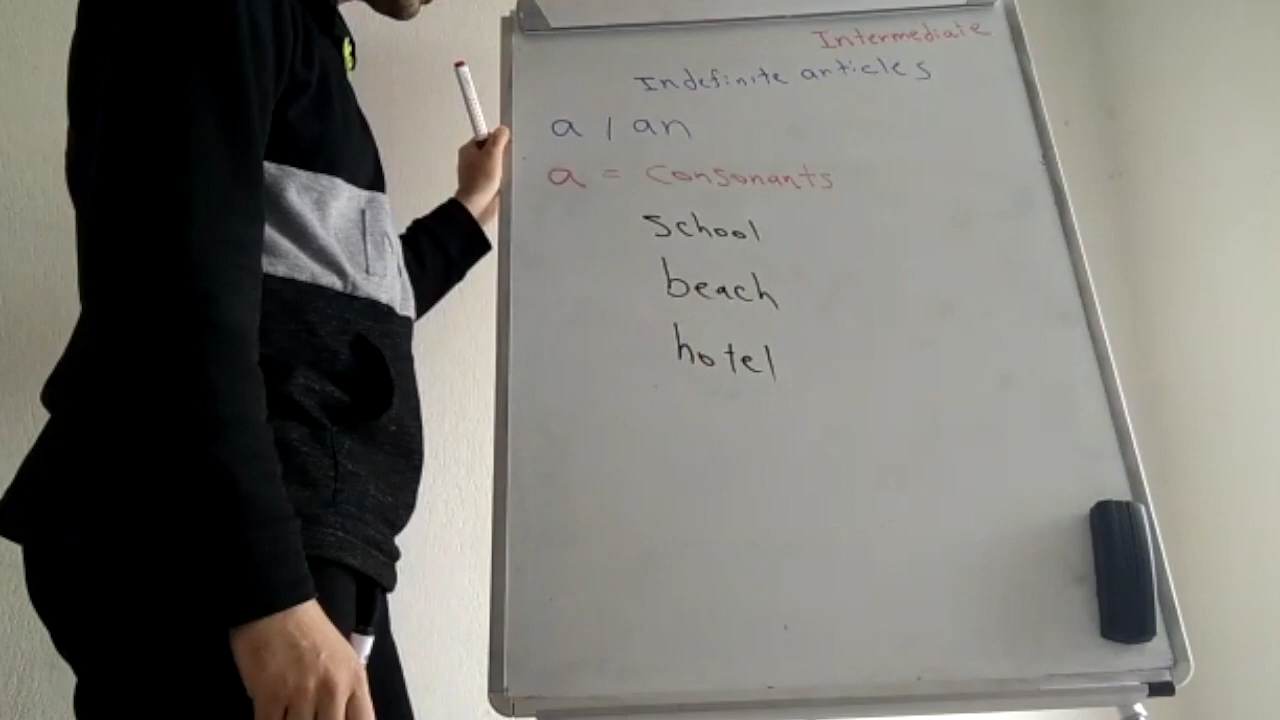 Intermediate
Indefinite articles
a / an
a = consonants
school
beach
hotel